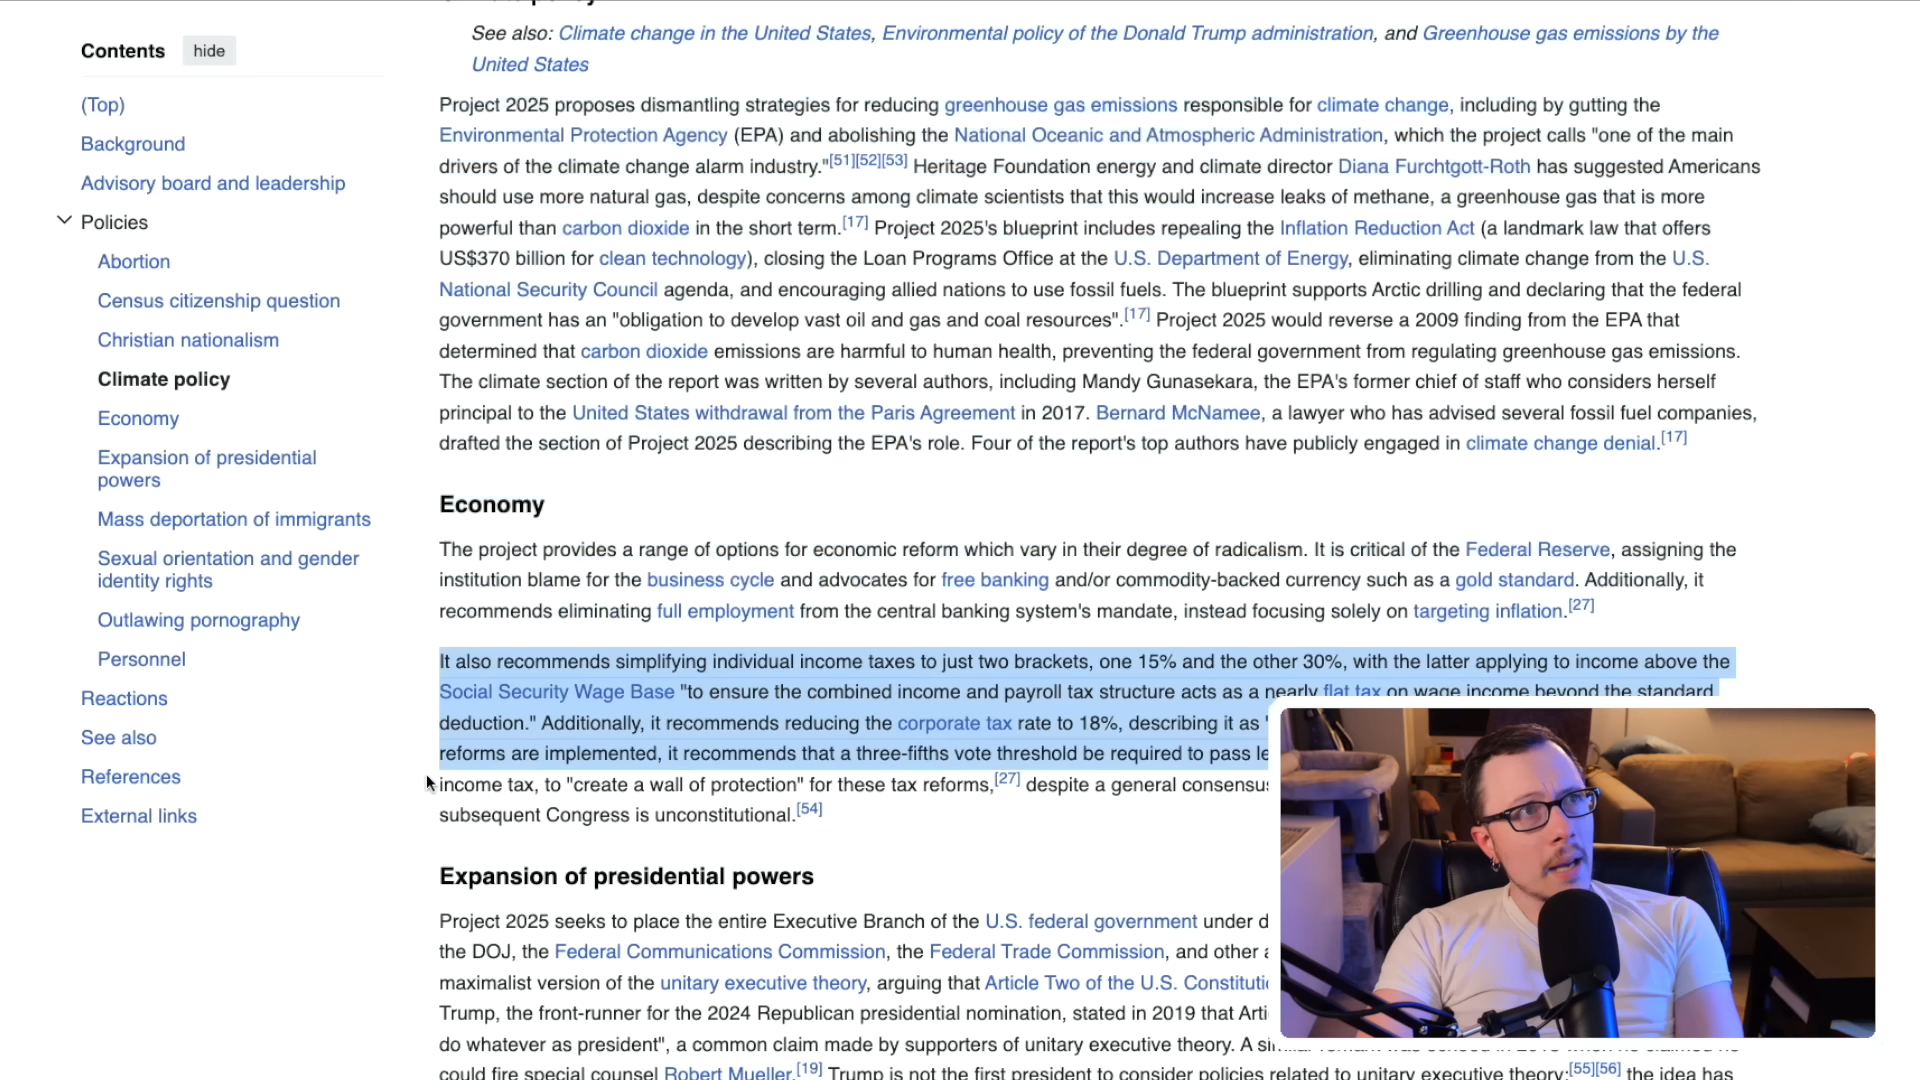 Contents hide
(Top)
Background
Advisory board and leadership
Policies
Abortion
Census citizenship question
Christian nationalism
Climate policy
Economy
Expansion of presidential
powers
Mass deportation of immigrants
Sexual orientation and gender
identity rights
Outlawing pornography
Personnel
Reactions
See also
References
External links
See also: Climate change in the United States, Environmental policy of the Donald Trump administration, and Greenhouse gas emissions by the
United States
Project 2025 proposes dismantling strategies for reducing greenhouse gas emissions responsible for climate change, including by gutting the
Environmental Protection Agency (EPA) and abolishing the National Oceanic and Atmospheric Administration, which the project calls "one of the main
drivers of the climate change alarm industry."[51][52][53] Heritage Foundation energy and climate director Diana Furchtgott-Roth has suggested Americans
should use more natural gas, despite concerns among climate scientists that this would increase leaks of methane, a greenhouse gas that is more
powerful than carbon dioxide in the short term.[17] Project 2025's blueprint includes repealing the Inflation Reduction Act (a landmark law that offers
US$370 billion for clean technology), closing the Loan Programs Office at the U.S. Department of Energy, eliminating climate change from the U.S.
National Security Council agenda, and encouraging allied nations to use fossil fuels. The blueprint supports Arctic drilling and declaring that the federal
government has an "obligation to develop vast oil and gas and coal resources".[17] Project 2025 would reverse a 2009 finding from the EPA that
determined that carbon dioxide emissions are harmful to human health, preventing the federal government from regulating greenhouse gas emissions.
The climate section of the report was written by several authors, including Mandy Gunasekara, the EPA's former chief of staff who considers herself
principal to the United States withdrawal from the Paris Agreement in 2017. Bernard McNamee, a lawyer who has advised several fossil fuel companies,
drafted the section of Project 2025 describing the EPA's role. Four of the report's top authors have publicly engaged in climate change denial.[17]
Economy
The project provides a range of options for economic reform which vary in their degree of radicalism. It is critical of the Federal Reserve, assigning the
institution blame for the business cycle and advocates for free banking and/or commodity-backed currency such as a gold standard. Additionally, it
recommends eliminating full employment from the central banking system's mandate, instead focusing solely on targeting inflation.[27]
It also recommends simplifying individual income taxes to just two brackets, one 15% and the other 30%, with the latter applying to income above the
Social Security Wage Base "to ensure the combined income and payroll tax structure acts as a nearly flat tax on wage income beyond the standard
deduction." Additionally, it recommends reducing the corporate tax rate to 18%, describing it as "
reforms are implemented, it recommends that a three-fifths vote threshold be required to pass
income tax, to "create a wall of protection" for these tax reforms,[27] despite a general
subsequent Congress is unconstitutional.[54]
Expansion of presidential powers
Project 2025 seeks to place the entire Executive Branch of the U.S. federal government under
the DOJ, the Federal Communications Commission, the Federal Trade Commission, and other
maximalist version of the unitary executive theory, arguing that Article Two of the U.S.
Trump, the front-runner for the 2024 Republican presidential nomination, stated in 2019 that
do whatever as president", a common claim made by supporters of unitary executive theory. A
could fire special counsel Robert Mueller.[19] Trump is not the first president to consider policies related to unitary executive theory;[55][56] the idea has